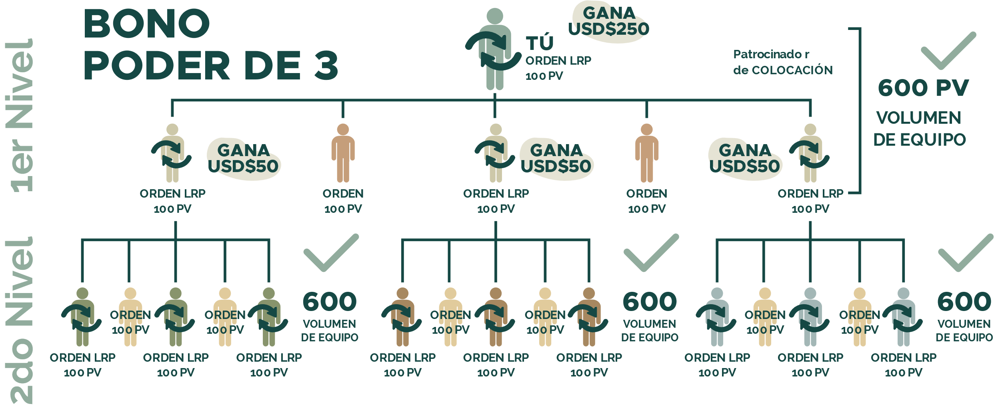 BONO
PODER DE 3
1er Nivel
2do Nivel
GANA
USD$250
TÚ
ORDEN LRP
100 PV
Patrocinado r
de COLOCACIÓN
600 PV
VOLUMEN
DE EQUIPO
GANA
USD$50
GANA
USD$50
GANA
USD$50
ORDEN LRP
100 PV
ORDEN
100 PV
ORDEN LRP
100 PV
ORDEN
100 PV
ORDEN LRP
100 PV
ORDEN LRP
100 PV
ORDEN
100 PV
ORDEN LRP
100 PV
ORDEN
100 PV
ORDEN LRP
100 PV
600
VOLUMEN
DE EQUIPO
ORDEN LRP
100 PV
ORDEN
100 PV
ORDEN LRP
100 PV
ORDEN
100 PV
ORDEN LRP
100 PV
600
VOLUMEN
DE EQUIPO
ORDEN LRP
100 PV
ORDEN
100 PV
ORDEN LRP
100 PV
ORDEN
100 PV
ORDEN LRP
100 PV
600
VOLUMEN
DE EQUIPO